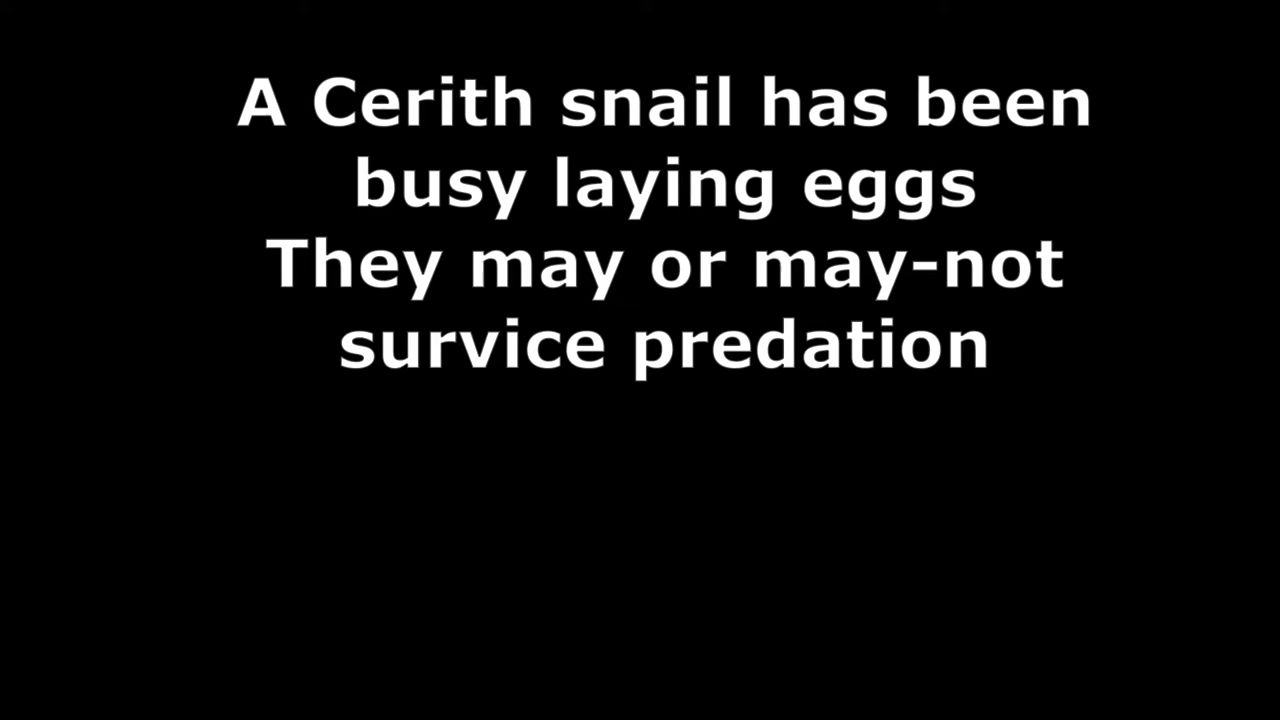 A Cerith snail has been
busy laying eggs
They may or may-not
survice predation